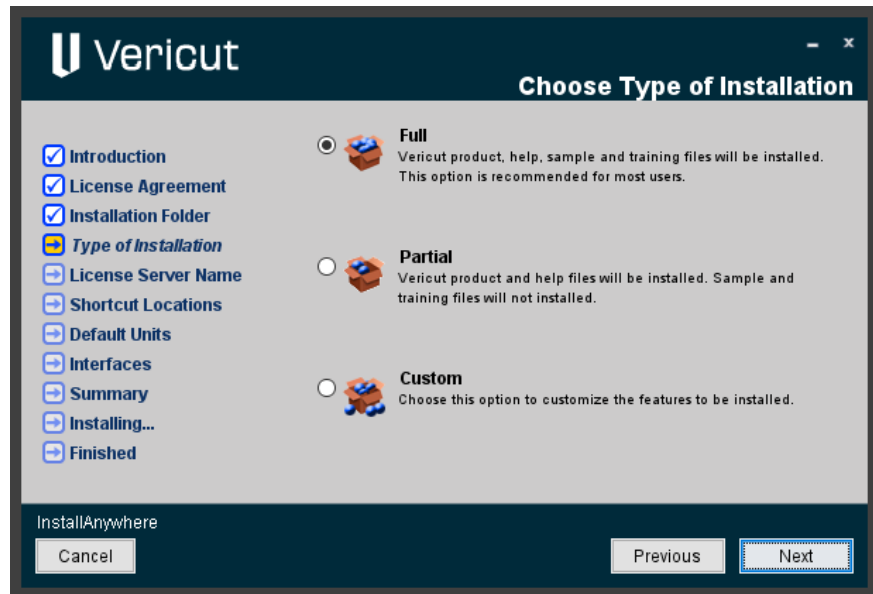 Vericut
Choose Type of Installation
Introduction
License Agreement
Installation Folder
Type of Installation
License Server Name
Shortcut Locations
Default Units
Interfaces
Summary
Installing...
Finished
Full
Vericut product, help, sample and training files will be installed.
This option is recommended for most users.
Partial
Vericut product and help files will be installed. Sample and
training files will not installed.
Custom
Choose this option to customize the features to be installed.
InstallAnywhere
Cancel
Previous
Next